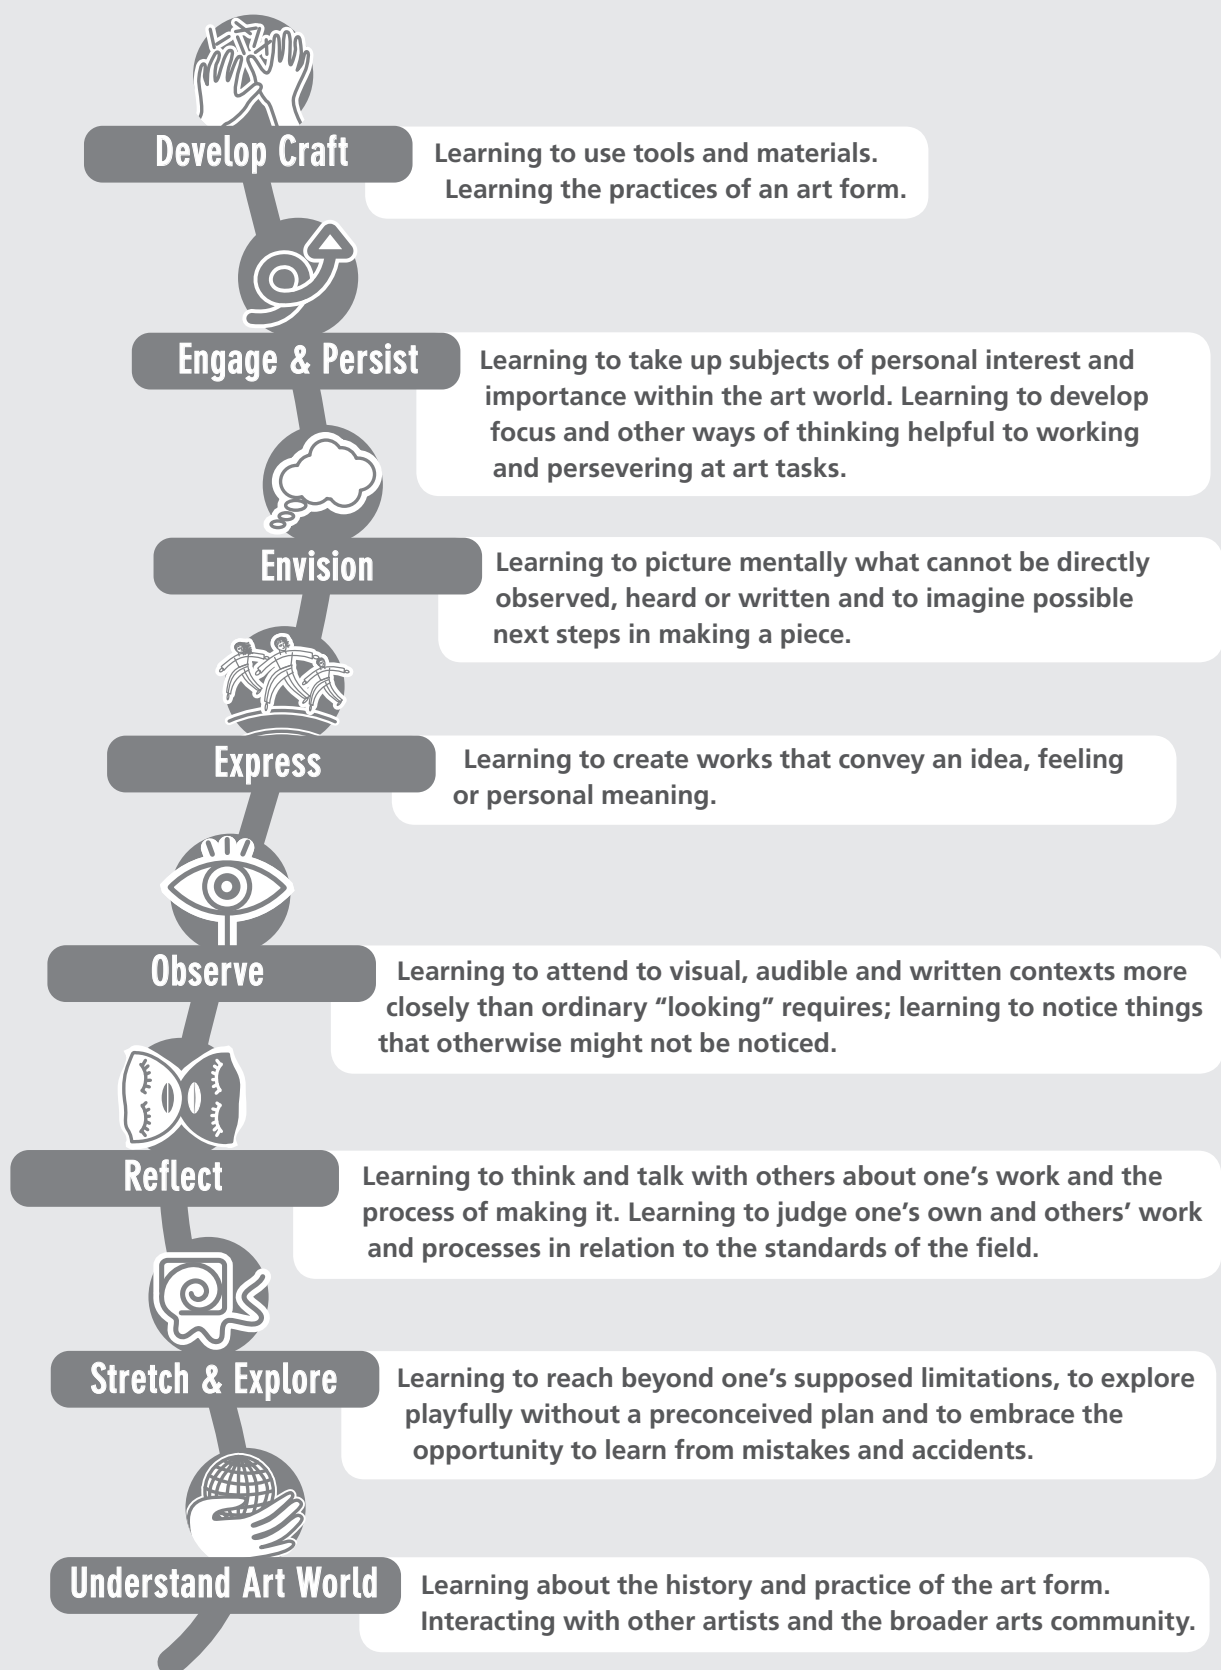 Develop Craft
Learning to use tools and materials.
Learning the practices of an art form.
Engage & Persist
Learning to take up subjects of personal interest and
importance within the art world. Learning to develop
focus and other ways of thinking helpful to working
and persevering at art tasks.
Envision
Learning to picture mentally what cannot be directly
observed, heard or written and to imagine possible
next steps in making a piece.
Express
Learning to create works that convey an idea, feeling
or personal meaning.
Observe
Learning to attend to visual, audible and written contexts more
closely than ordinary “looking” requires; learning to notice things
that otherwise might not be noticed.
Reflect
Learning to think and talk with others about one’s work and the
process of making it. Learning to judge one’s own and others’ work
and processes in relation to the standards of the field.
Stretch & Explore
Learning to reach beyond one’s supposed limitations, to explore
playfully without a preconceived plan and to embrace the
opportunity to learn from mistakes and accidents.
Understand Art World
Learning about the history and practice of the art form.
Interacting with other artists and the broader arts community.